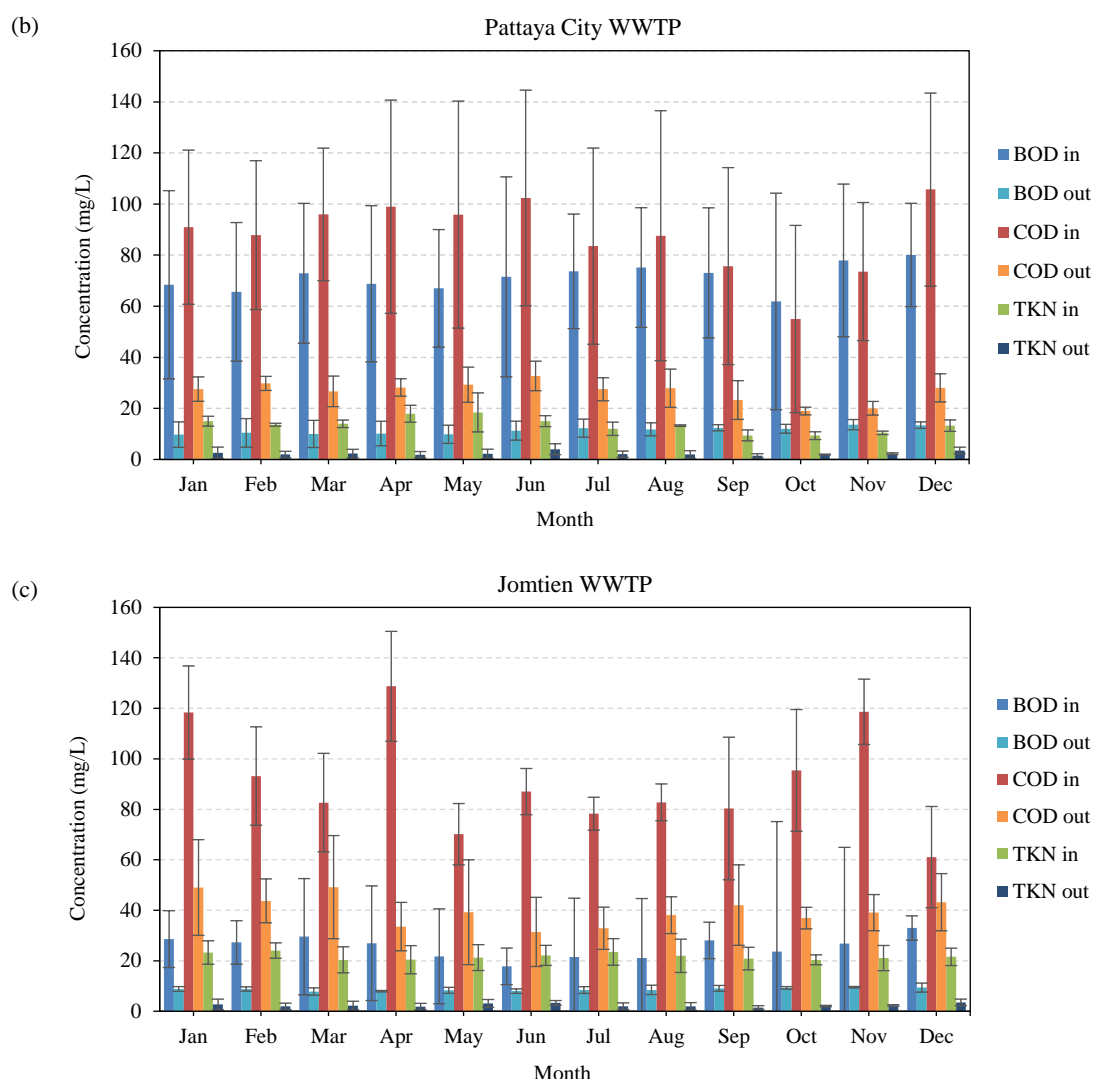 (b)
Pattaya City WWTP
160
140
120
100
80
60
40
20
0
Concentration (mg/L)
Jan Feb Mar Apr May Jun Jul Aug Sep Oct Nov Dec
Month
BOD in
BOD out
COD in
COD out
TKN in
TKN out
(c)
Jomtien WWTP
160
140
120
100
80
60
40
20
0
Concentration (mg/L)
Jan Feb Mar Apr May Jun Jul Aug Sep Oct Nov Dec
Month
BOD in
BOD out
COD in
COD out
TKN in
TKN out